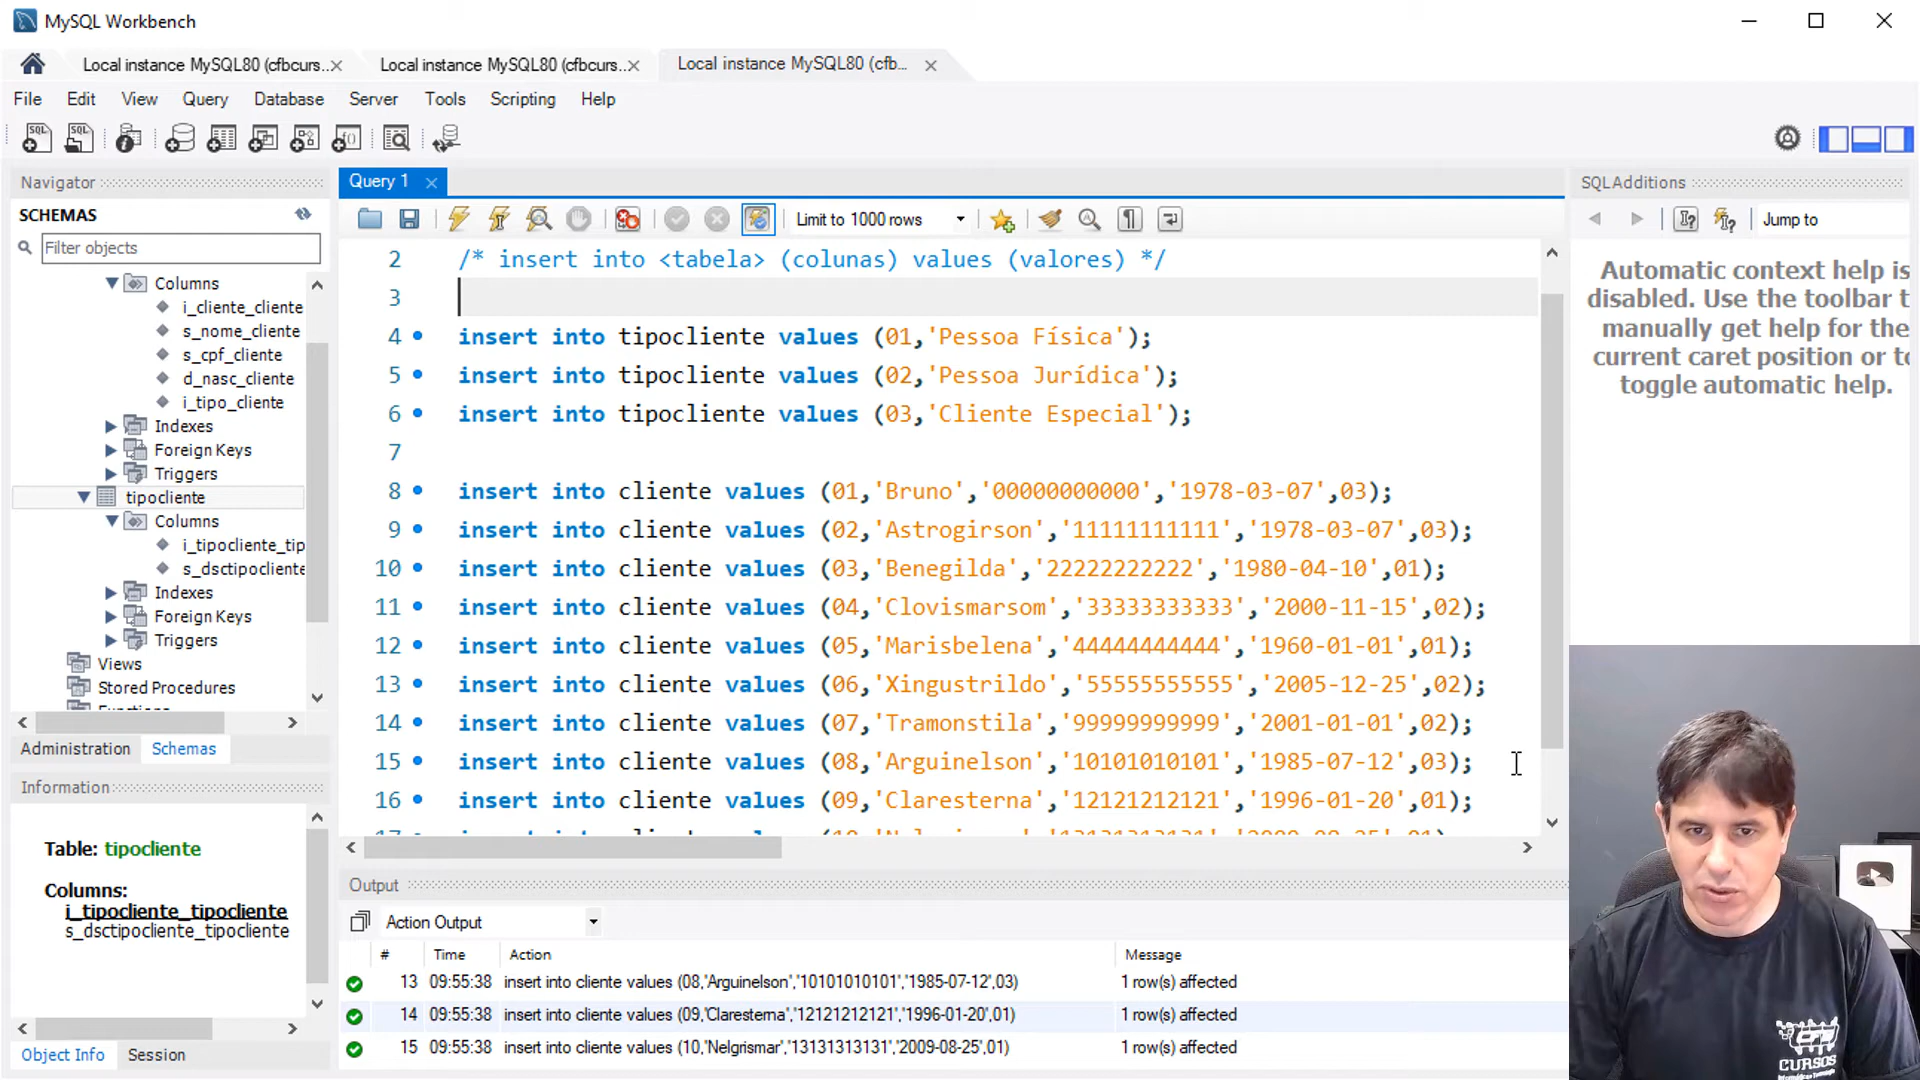 MySQL Workbench
Local instance MySQL80 (cfbcurs...
Local instance MySQL80 (cfbcurs...
Local instance MySQL80 (cfb...
File Edit View Query Database Server Tools Scripting Help
Navigator
SCHEMAS
Filter objects
Columns
i_cliente_cliente
s_nome_cliente
s_cpf_cliente
d_nasc_cliente
i_tipo_cliente
Indexes
Foreign Keys
Triggers
tipocliente
Columns
i_tipocliente_tip
s_dsctipocliente
Indexes
Foreign Keys
Triggers
Views
Stored Procedures
Administration Schemas
Information
Table: tipocliente
Columns:
i_tipocliente_tipocliente
s_dsctipocliente_tipocliente
Object Info Session
Query 1
Limit to 1000 rows
2 /* insert into <tabela> (colunas) values (valores) */
3
4 insert into tipocliente values (01,'Pessoa Física');
5 insert into tipocliente values (02,'Pessoa Jurídica');
6 insert into tipocliente values (03,'Cliente Especial');
7
8 insert into cliente values (01,'Bruno','00000000000','1978-03-07',03);
9 insert into cliente values (02,'Astrogirson','11111111111','1978-03-07',03);
10 insert into cliente values (03,'Benegilda','22222222222','1980-04-10',01);
11 insert into cliente values (04,'Clovismarsom','33333333333','2000-11-15',02);
12 insert into cliente values (05,'Marisbelena','44444444444','1960-01-01',01);
13 insert into cliente values (06,'Xingustrildo','55555555555','2005-12-25',02);
14 insert into cliente values (07,'Tramonstila','99999999999','2001-01-01',02);
15 insert into cliente values (08,'Arguinelson','10101010101','1985-07-12',03);
16 insert into cliente values (09,'Claresterna','12121212121','1996-01-20',01);
Output
Action Output
# Time Action Message
13 09:55:38 insert into cliente values (08,'Arguinelson','10101010101','1985-07-12',03) 1 row(s) affected
14 09:55:38 insert into cliente values (09,'Claresterna','12121212121','1996-01-20',01) 1 row(s) affected
15 09:55:38 insert into cliente values (10,'Nelgrismar','13131313131','2009-08-25',01) 1 row(s) affected
SQLAdditions
Jump to
Automatic context help is
disabled. Use the toolbar t
manually get help for the
current caret position or to
toggle automatic help.
CFB
CURSOS